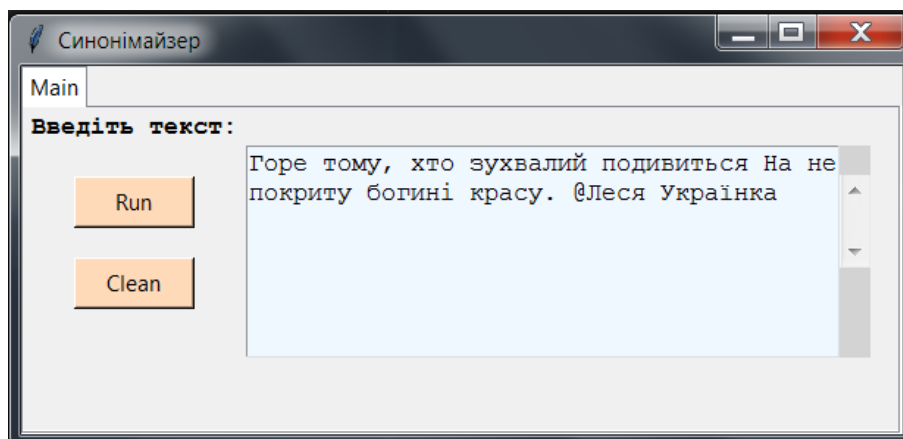 Синонімайзер
Main
Введіть текст:
Горе тому, хто зухвалий подивиться На не
покриту богині красу. @Леся Українка
Run
Clean